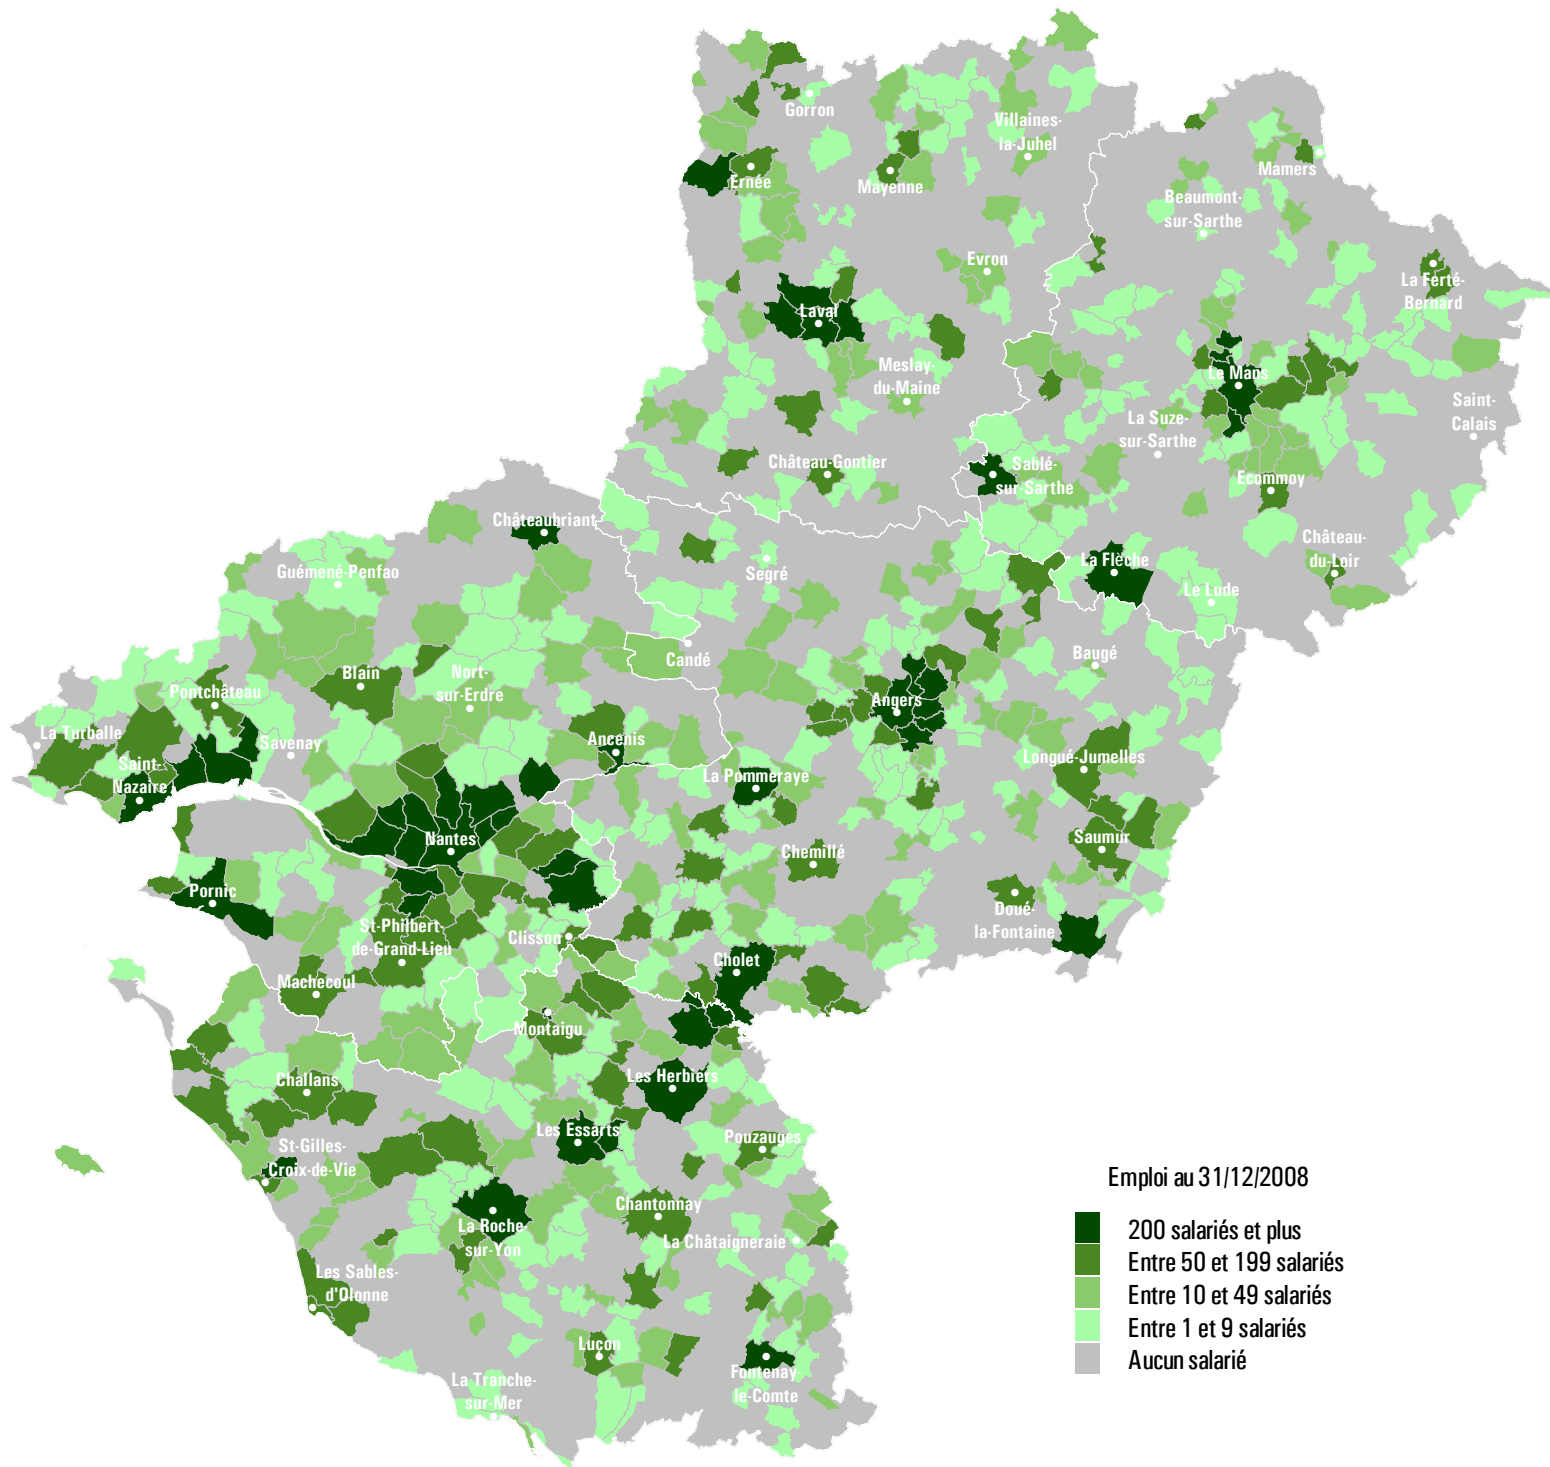 Gorron
Villaines-
la-Juhel
Mamers
Ernée
Mayenne
Beaumont-
sur-Sarthe
Evron
La Ferté-
Bernard
Laval
Meslay-
du-Maine
Le Mans
Saint-
Calais
La Suze-
sur-Sarthe
Château-Gontier
Sablé-
sur-Sarthe
Ecommoy
Châteaubriant
Château-
du-Loir
Guémené-Penfao
Segré
La Flèche
Le Lude
Candé
Baugé
Blain
Nort-
sur-Erdre
Pontchâteau
Angers
La Turballe
Savenay
Ancenis
Longué-Jumelles
Saint-
Nazaire
La Pommeraye
Nantes
Chemillé
Saumur
Pornic
Doué-
la-Fontaine
St-Philbert-
de-Grand-Lieu
Clisson
Cholet
Machecoul
Montaigu
Challans
Les Herbiers
Les Essarts
Pouzauges
St-Gilles-
Croix-de-Vie
Chantonnay
La Roche-
sur-Yon
La Châtaigneraie
Les Sables-
d'Olonne
Luçon
Fontenay-
le-Comte
La Tranche-
sur-Mer
Emploi au 31/12/2008
200 salariés et plus
Entre 50 et 199 salariés
Entre 10 et 49 salariés
Entre 1 et 9 salariés
Aucun salarié